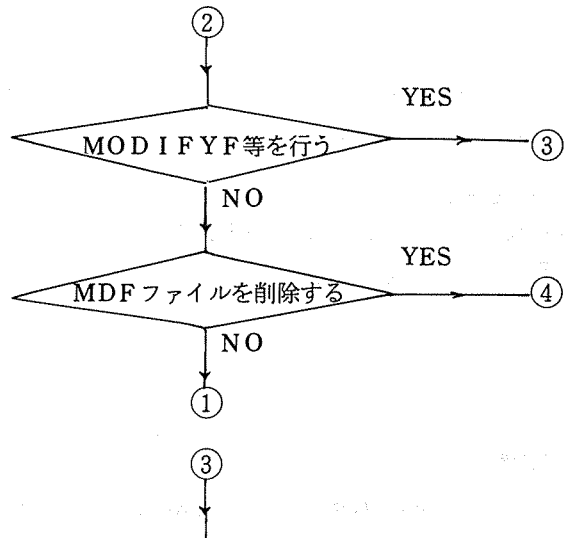 ②
YES
MODIFYF等を行う
③
NO
YES
MDFファイルを削除する
④
NO
①
③